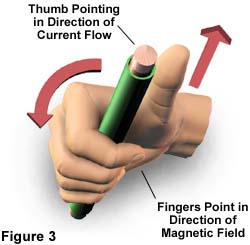 Thumb Pointing
in Direction of
Current Flow
Fingers Point in
Direction of
Magnetic Field
Figure 3